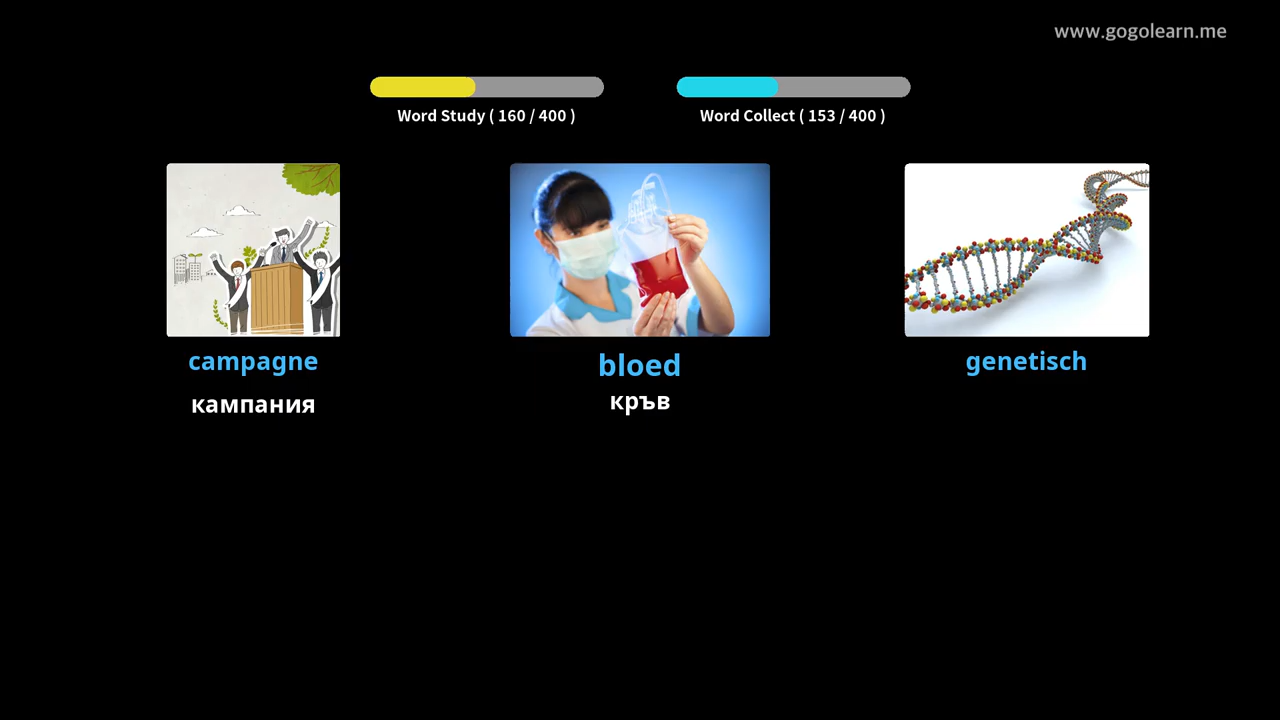 www.gogolearn.me
Word Study ( 160 / 400 )
Word Collect ( 153 / 400 )
campagne
кампания
bloed
кръв
genetisch